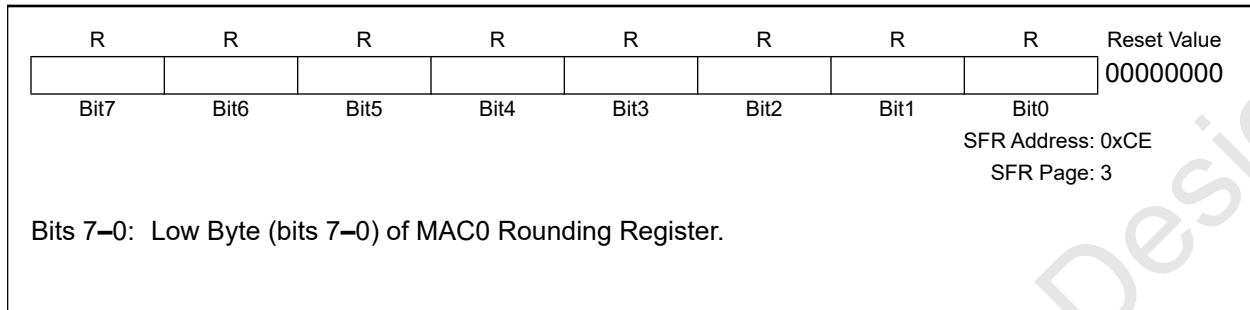 R R R R R R R R Reset Value
00000000
Bit7 Bit6 Bit5 Bit4 Bit3 Bit2 Bit1 Bit0
SFR Address: 0xCE
SFR Page: 3
Bits 7–0: Low Byte (bits 7–0) of MAC0 Rounding Register.